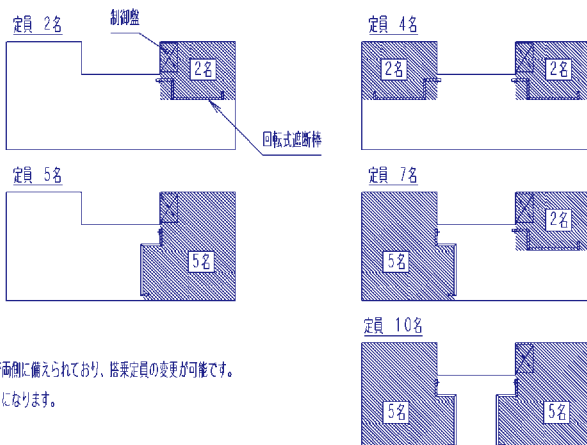 定員 2名
制御盤
2名
回転式遮断棒
定員 4名
2名
2名
定員 5名
5名
定員 7名
5名
2名
定員 10名
5名
5名
両側に備えられており、搭乗定員の変更が可能です。
になります。